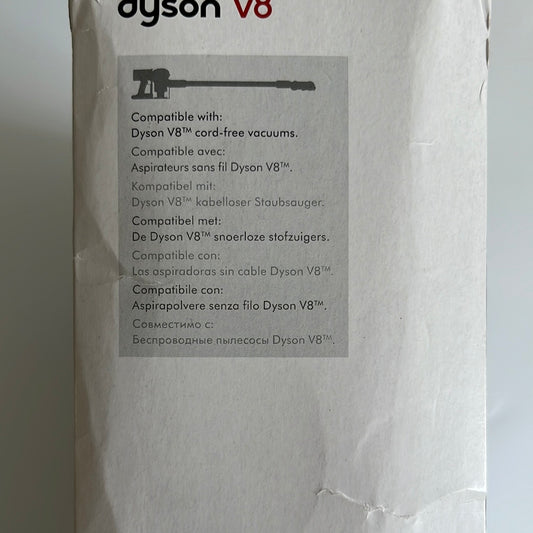 dyson V8
Compatible with:
Dyson V8™ cord-free vacuums.
Compatible avec:
Aspirateurs sans fil Dyson V8™.
Kompatibel mit:
Dyson V8™ kabelloser Staubsauger.
Compatibel met:
De Dyson V8™ snoerloze stofzuigers.
Compatible con:
Las aspiradoras sin cable Dyson V8™.
Compatibile con:
Aspirapolvere senza filo Dyson V8™.
Совместимо с:
Беспроводные пылесосы Dyson V8™.